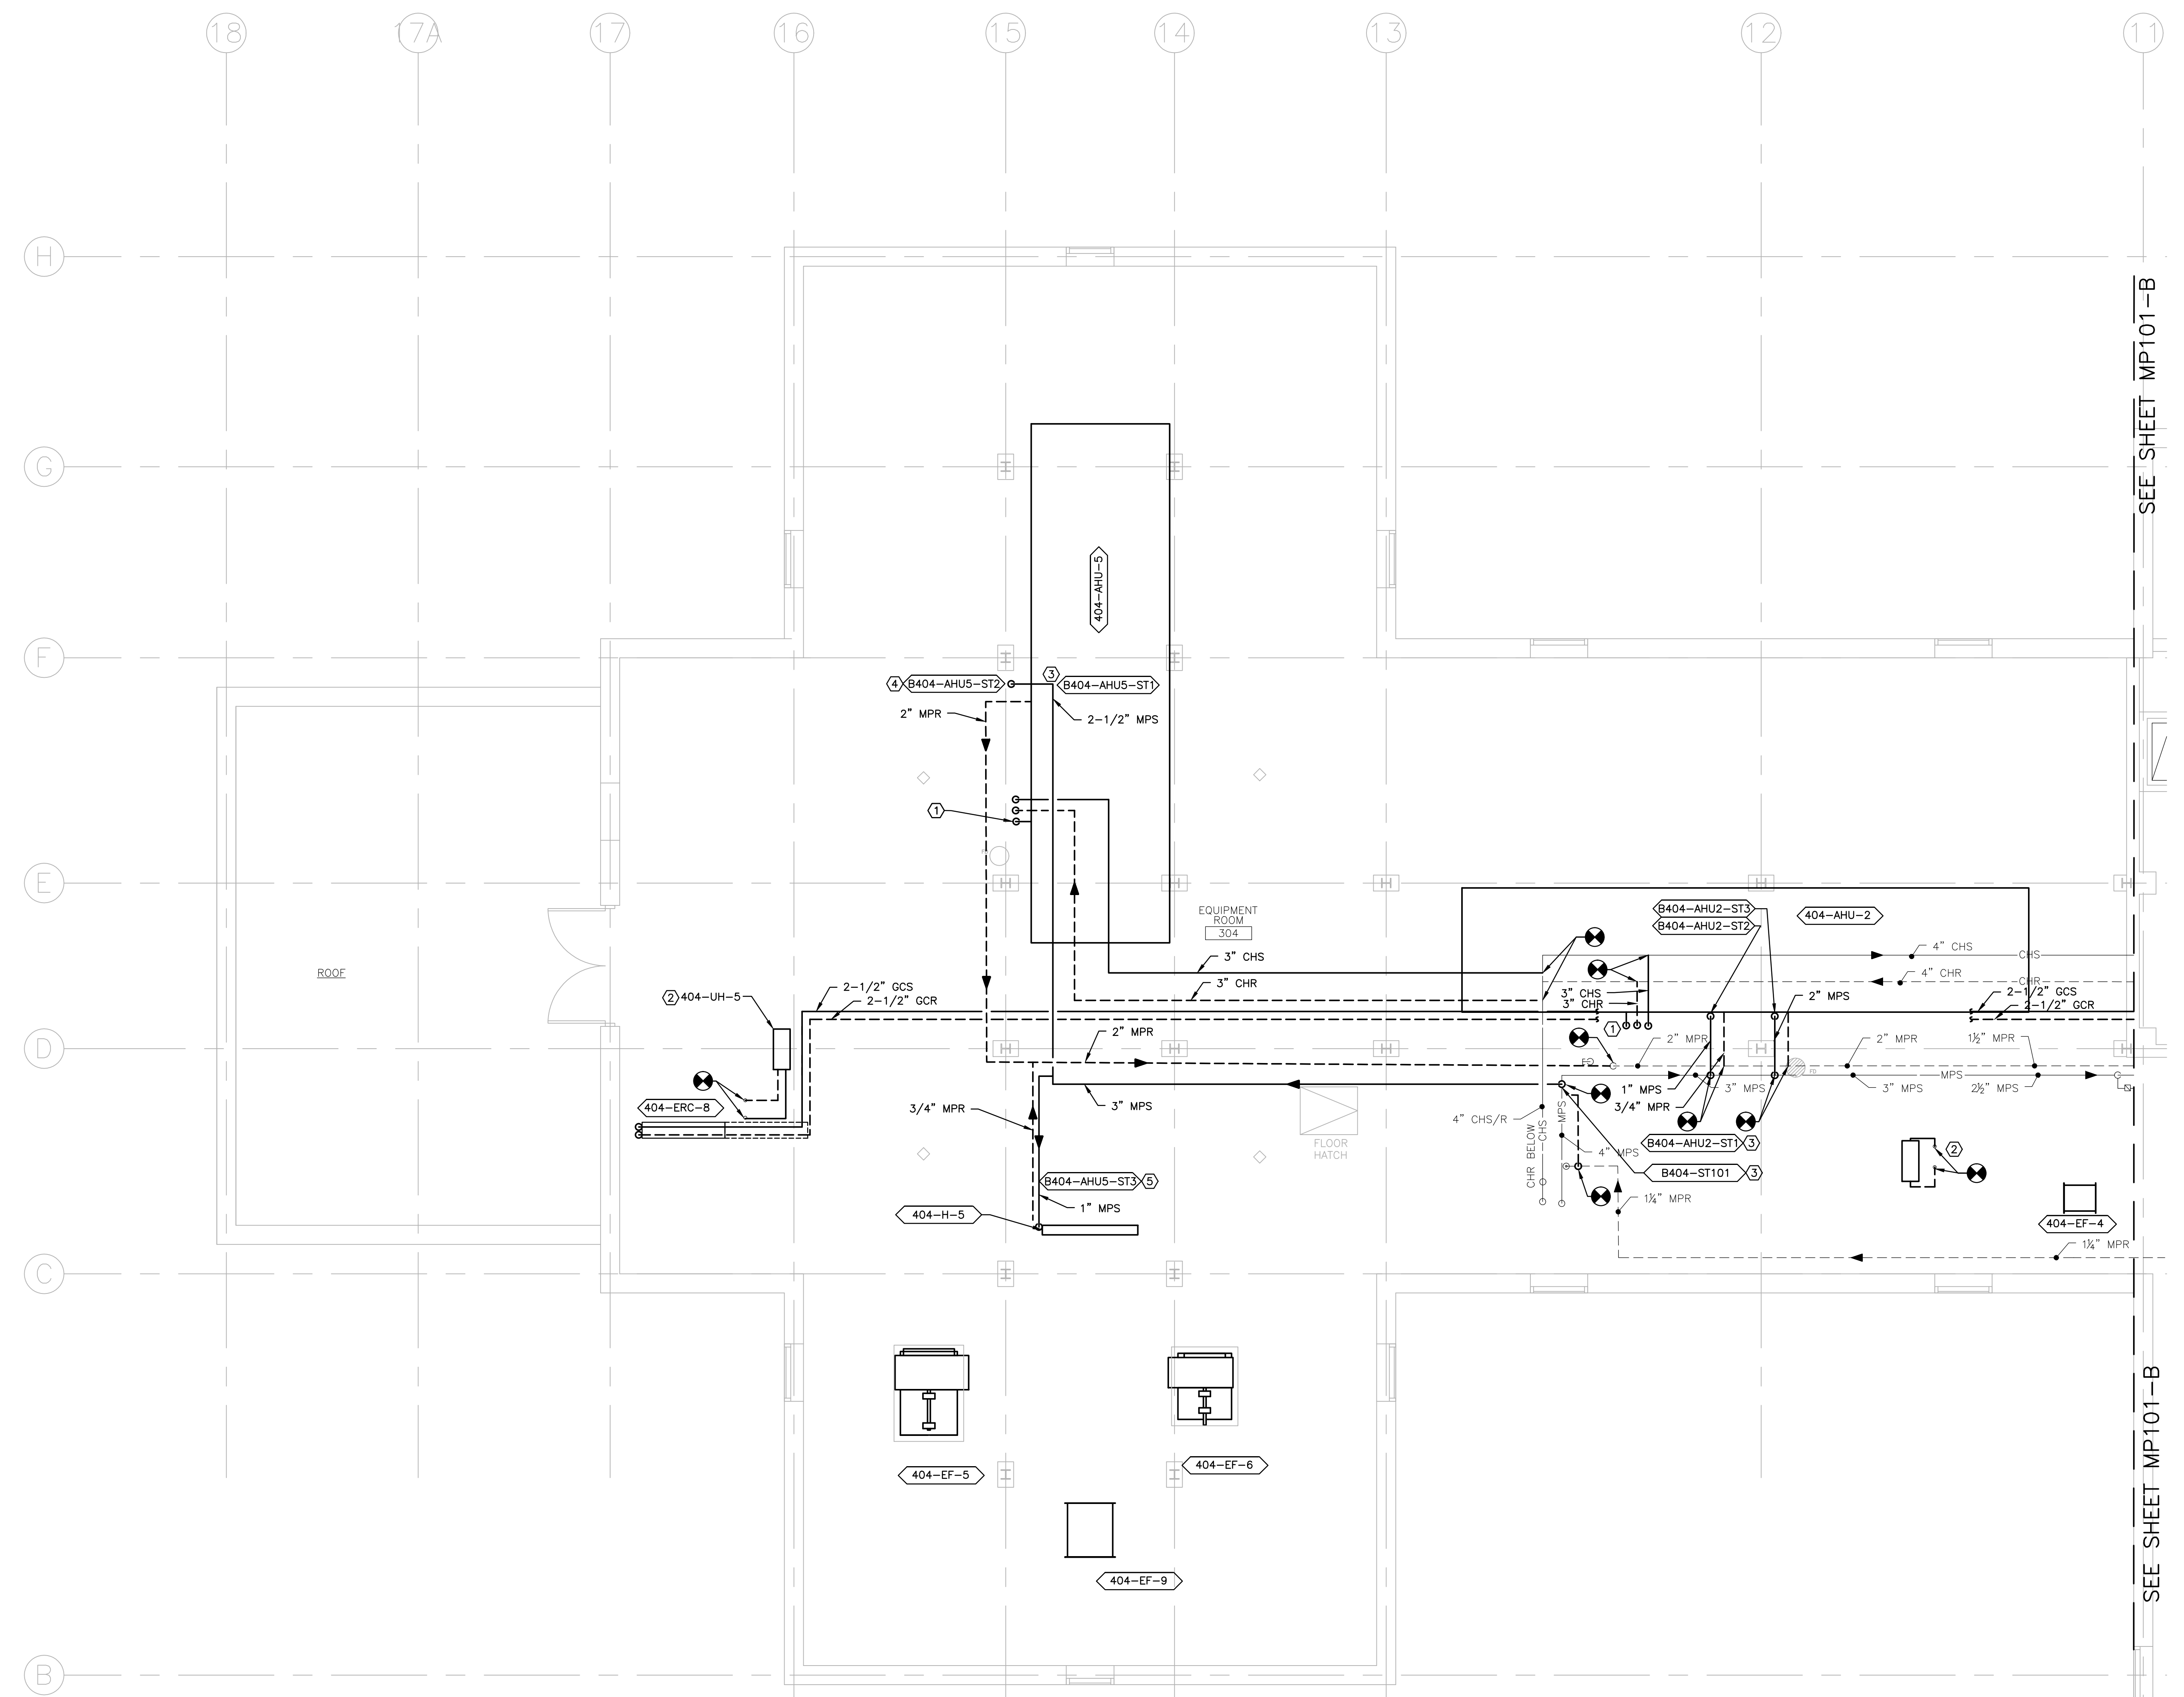 18
17A
17
16
15
14
13
12
11
H
G
F
E
D
C
B
SEE SHEET MP101-B
404-AHU-5
4
B404-AHU5-ST2
3
B404-AHU5-ST1
2" MPR
2-1/2" MPS
1
EQUIPMENT
ROOM
304
B404-AHU2-ST3
B404-AHU2-ST2
404-AHU-2
3" CHS
3" CHR
4" CHS
CHS
4" CHR
CHR
ROOF
2
404-UH-5
2-1/2" GCS
2-1/2" GCR
3" CHS
3" CHR
1
2" MPS
2-1/2" GCS
2-1/2" GCR
2" MPR
2" MPR
2" MPR
1½" MPR
404-ERC-8
3/4" MPR
3" MPS
1" MPS
3/4" MPR
3" MPS
3" MPS
MPS
2½" MPS
FD
4" CHS/R
CHR BELOW
CHS
MPS
4" MPS
FLOOR
HATCH
B404-AHU2-ST1
3
B404-ST101
3
2
B404-AHU5-ST3
5
1" MPS
404-H-5
1¼" MPR
404-EF-4
1¼" MPR
404-EF-5
404-EF-6
404-EF-9
SEE SHEET MP101-B